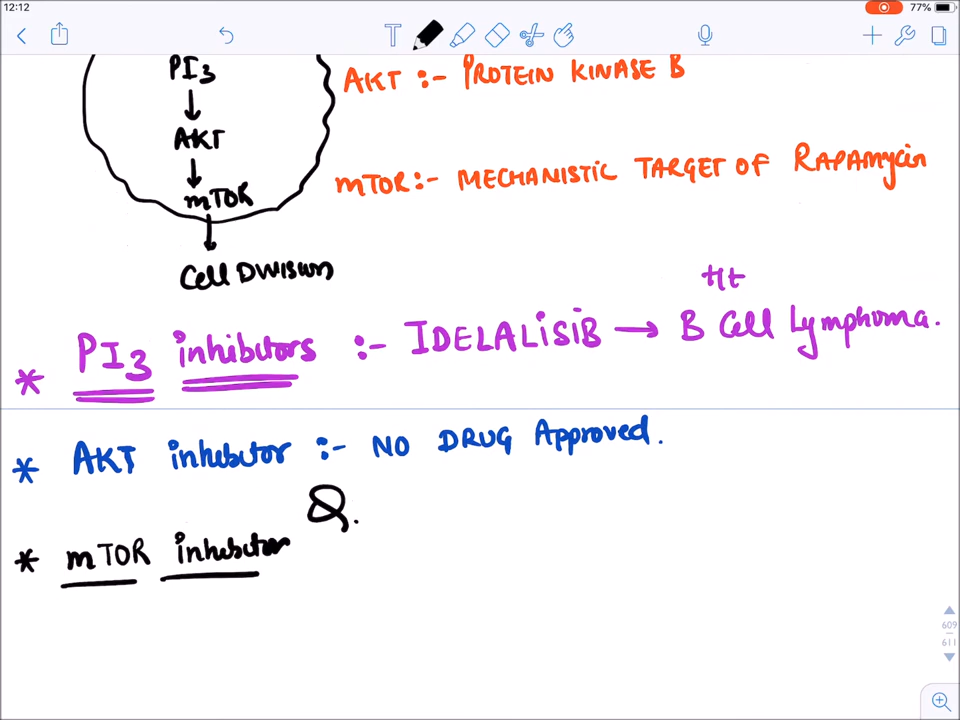 12:12
77%
T
PI3
AKT :- PROTEIN KINASE B
AKT
mTOR
mTOR:- MECHANISTIC TARGET OF RAPAMYCIN
Cell Division
* PI3 inhibitors :- IDELALISIB → B Cell Lymphoma.
* AKT inhibitor :- NO DRUG Approved.
Q.
* mTOR inhibitor
609
611